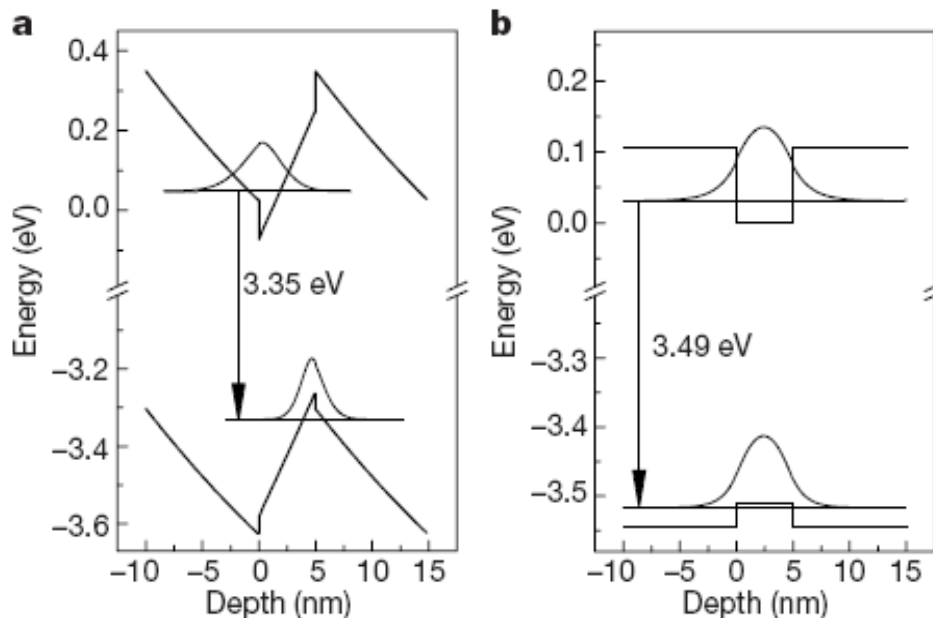 a
Energy (eV)
0.4
0.2
0.0
–3.2
–3.4
–3.6
3.35 eV
–10 –5 0 5 10 15
Depth (nm)
b
Energy (eV)
0.2
0.1
0.0
–3.3
–3.4
–3.5
3.49 eV
–10 –5 0 5 10 15
Depth (nm)